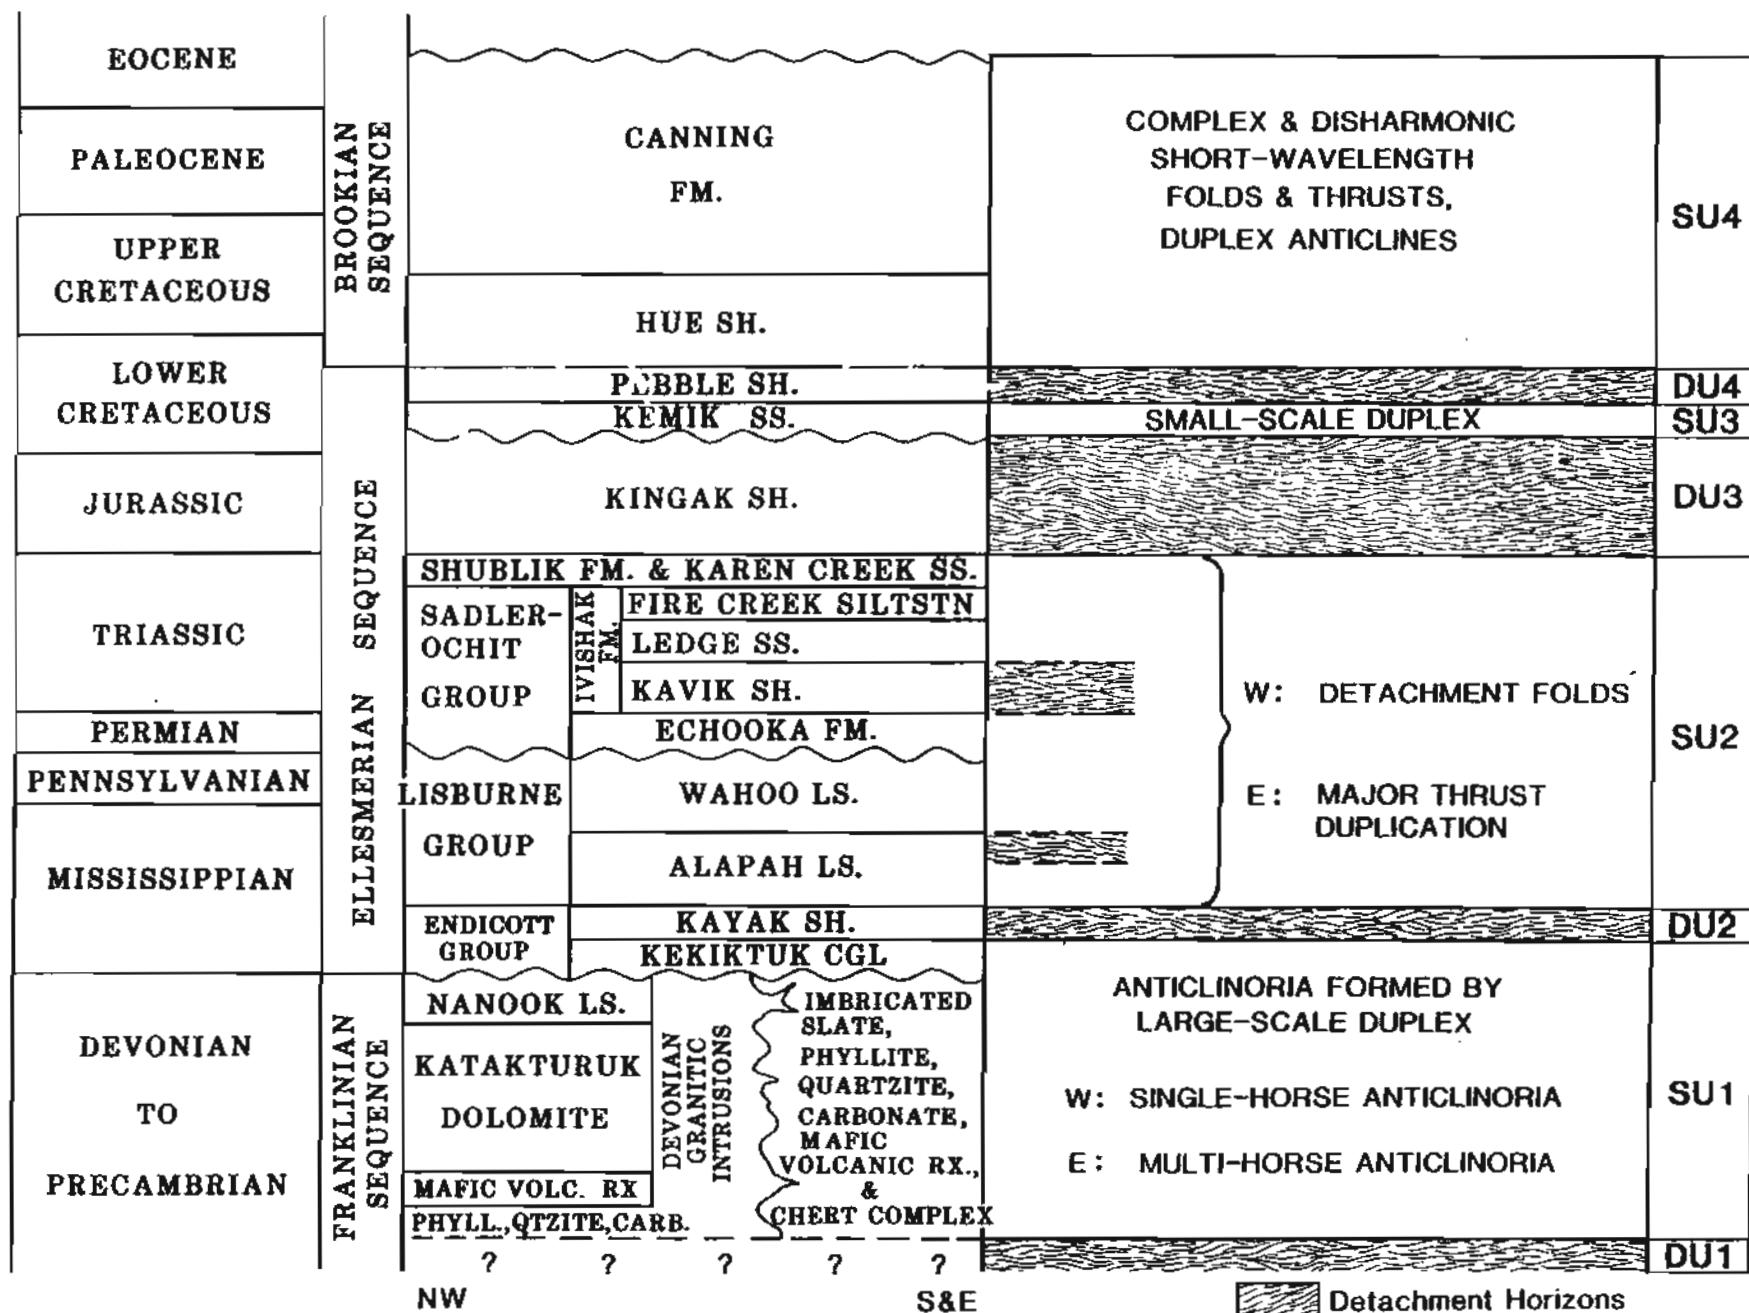 EOCENE
PALEOCENE
UPPER
CRETACEOUS
LOWER
CRETACEOUS
JURASSIC
TRIASSIC
PERMIAN
PENNSYLVANIAN
MISSISSIPPIAN
DEVONIAN
TO
PRECAMBRIAN
BROOKIAN
SEQUENCE
ELLESMERIAN SEQUENCE
FRANKLINIAN
SEQUENCE
CANNING
FM.
HUE SH.
PEBBLE SH.
KEMIK SS.
KINGAK SH.
SHUBLIK FM. & KAREN CREEK SS.
SADLER-
OCHIT
GROUP
IVISHAK
FM.
FIRE CREEK SILTSTN
LEDGE SS.
KAVIK SH.
ECHOOKA FM.
LISBURNE
GROUP
WAHOO LS.
ALAPAH LS.
ENDICOTT
GROUP
KAYAK SH.
KEKIKTUK CGL
NANOOK LS.
KATAKTURUK
DOLOMITE
MAFIC VOLC. RX
PHYLL.,QTZITE,CARB.
DEVONIAN
GRANITIC
INTRUSIONS
IMBRICATED
SLATE,
PHYLLITE,
QUARTZITE,
CARBONATE,
MAFIC
VOLCANIC RX.,
&
CHERT COMPLEX
? ? ? ? ?
NW S&E
COMPLEX & DISHARMONIC
SHORT-WAVELENGTH
FOLDS & THRUSTS,
DUPLEX ANTICLINES
SMALL-SCALE DUPLEX
W: DETACHMENT FOLDS
E: MAJOR THRUST
DUPLICATION
ANTICLINORIA FORMED BY
LARGE-SCALE DUPLEX
W: SINGLE-HORSE ANTICLINORIA
E: MULTI-HORSE ANTICLINORIA
SU4
DU4
SU3
DU3
SU2
DU2
SU1
DU1
Detachment Horizons